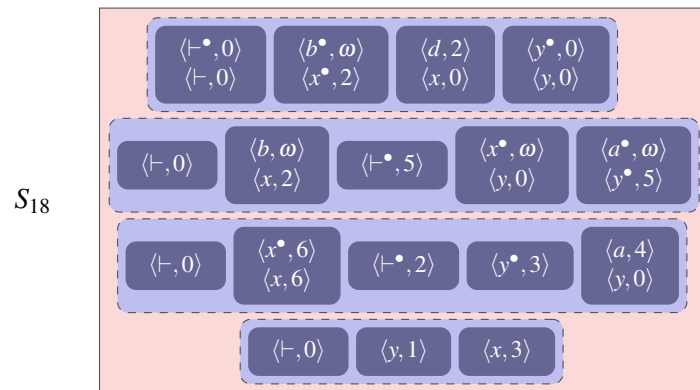 ⟨⊢•, 0⟩ ⟨b•, ω⟩ ⟨d, 2⟩ ⟨y•, 0⟩
⟨⊢, 0⟩ ⟨x•, 2⟩ ⟨x, 0⟩ ⟨y, 0⟩
⟨b, ω⟩ ⟨x•, ω⟩ ⟨a•, ω⟩
⟨⊢, 0⟩ ⟨⊢•, 5⟩
⟨x, 2⟩ ⟨y, 0⟩ ⟨y•, 5⟩
S₁₈
⟨x•, 6⟩ ⟨a, 4⟩
⟨⊢, 0⟩ ⟨⊢•, 2⟩ ⟨y•, 3⟩
⟨x, 6⟩ ⟨y, 0⟩
⟨⊢, 0⟩ ⟨y, 1⟩ ⟨x, 3⟩